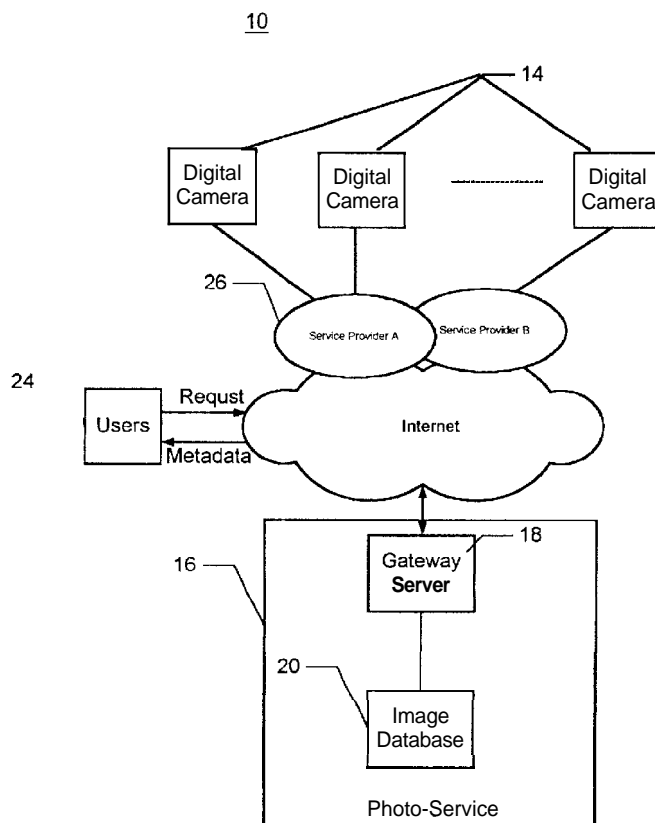 10
14
Digital
Camera
Digital
Camera
Digital
Camera
26
Service Provider A
Service Provider B
24
Requst
Users
Internet
Metadata
18
Gateway
Server
16
20
Image
Database
Photo-Service